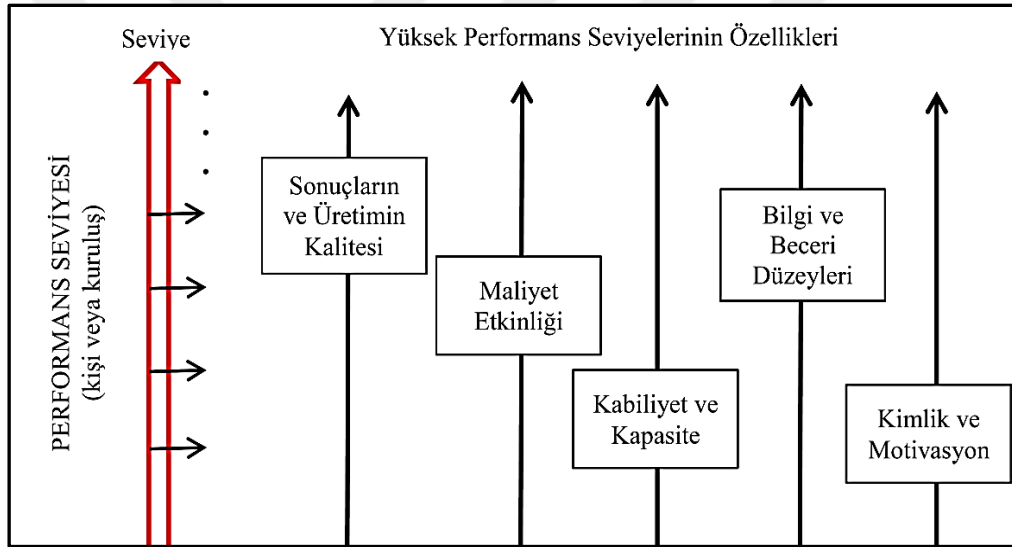 Seviye
Yüksek Performans Seviyelerinin Özellikleri
PERFORMANS SEVİYESİ
(kişi veya kuruluş)
Sonuçların
ve Üretimin
Kalitesi
Maliyet
Etkinliği
Kabiliyet ve
Kapasite
Bilgi ve
Beceri
Düzeyleri
Kimlik ve
Motivasyon